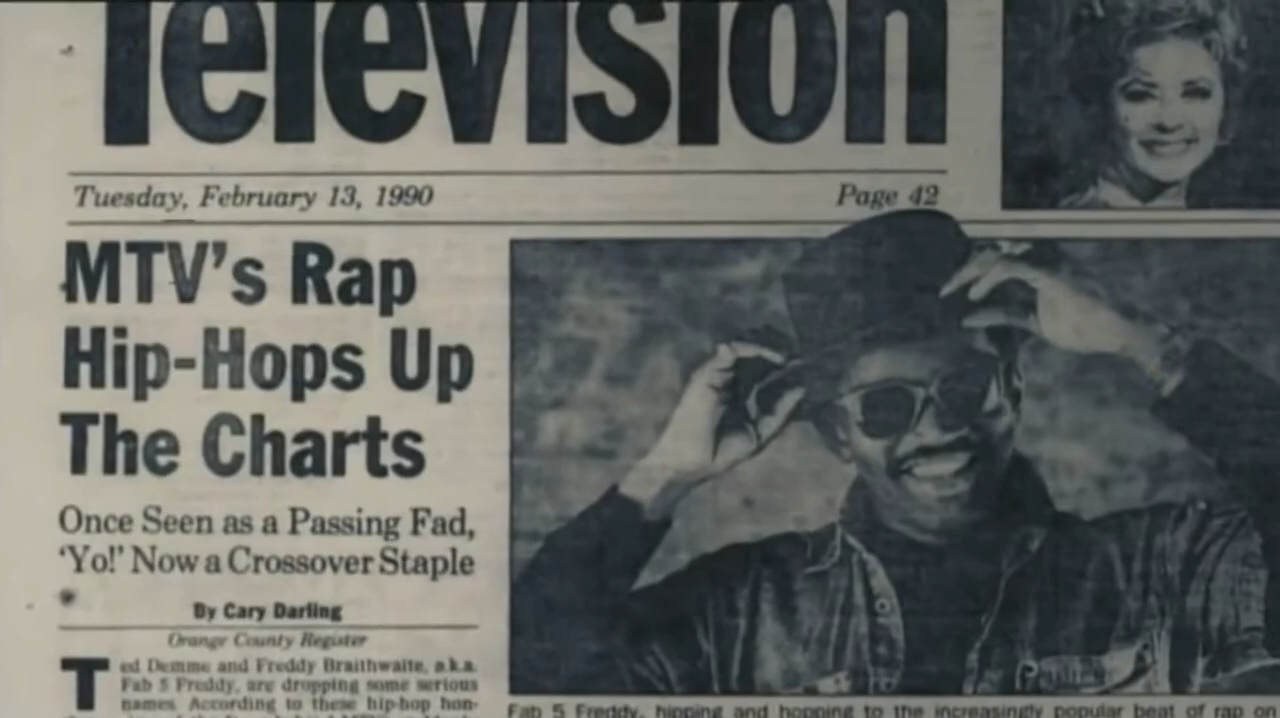 Television
Tuesday, February 13, 1990
Page 42
MTV's Rap
Hip-Hops Up
The Charts
Once Seen as a Passing Fad,
'Yo!' Now a Crossover Staple
By Cary Darling
Orange County Register
Ted Demme and Freddy Braithwaite, a.k.a.
Fab 5 Freddy, are dropping some serious
names. According to these hip-hop hon-
Fab 5 Freddy, hipping and hopping to the increasingly popular beat of rap on